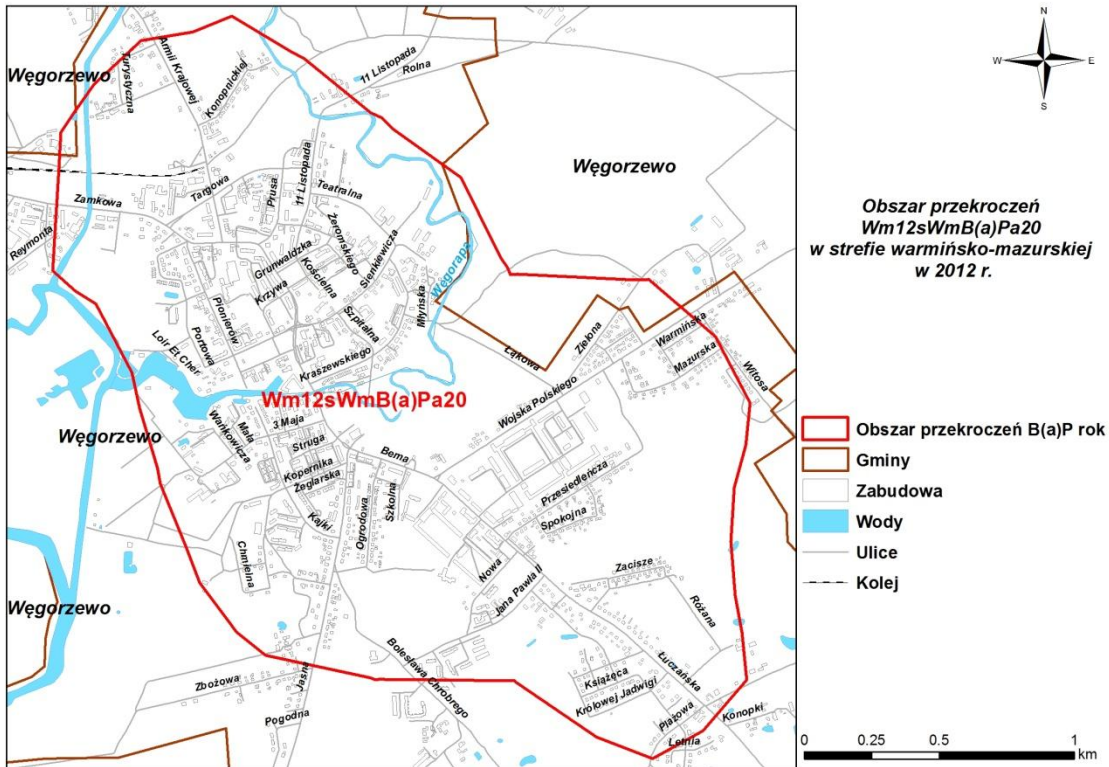 Węgorzewo
Turystyczna
Armii Krajowej
Konopnickiej
11 Listopada
Rolna
Węgorzewo
Zamkowa
Targowa
Prusa
11 Listopada
Teatralna
Reymonta
Żeromskiego
Sienkiewicza
Grunwaldzka
Kościelna
Krzywa
Węgorapa
Młyńska
Szpitalna
Pionierów
Portowa
Loir Et Cher
Kraszewskiego
Łąkowa
Zielona
Warmińska
Mazurska
Witosa
Wojska Polskiego
Wm12sWmB(a)Pa20
Węgorzewo
Wańkowicza
Mała
3 Maja
Struga
Bema
Kopernika
Żeglarska
Przesiedleńcza
Kajki
Ogrodowa
Szkolna
Spokojna
Chmielna
Nowa
Jana Pawła II
Zacisze
Różana
Węgorzewo
Bolesława Chrobrego
Łuczańska
Zbożowa
Jasna
Książęca
Królowej Jadwigi
Pogodna
Plażowa
Konopki
Letnia
N
W
E
S
Obszar przekroczeń
Wm12sWmB(a)Pa20
w strefie warmińsko-mazurskiej
w 2012 r.
Obszar przekroczeń B(a)P rok
Gminy
Zabudowa
Wody
Ulice
Kolej
0 0.25 0.5 1
km